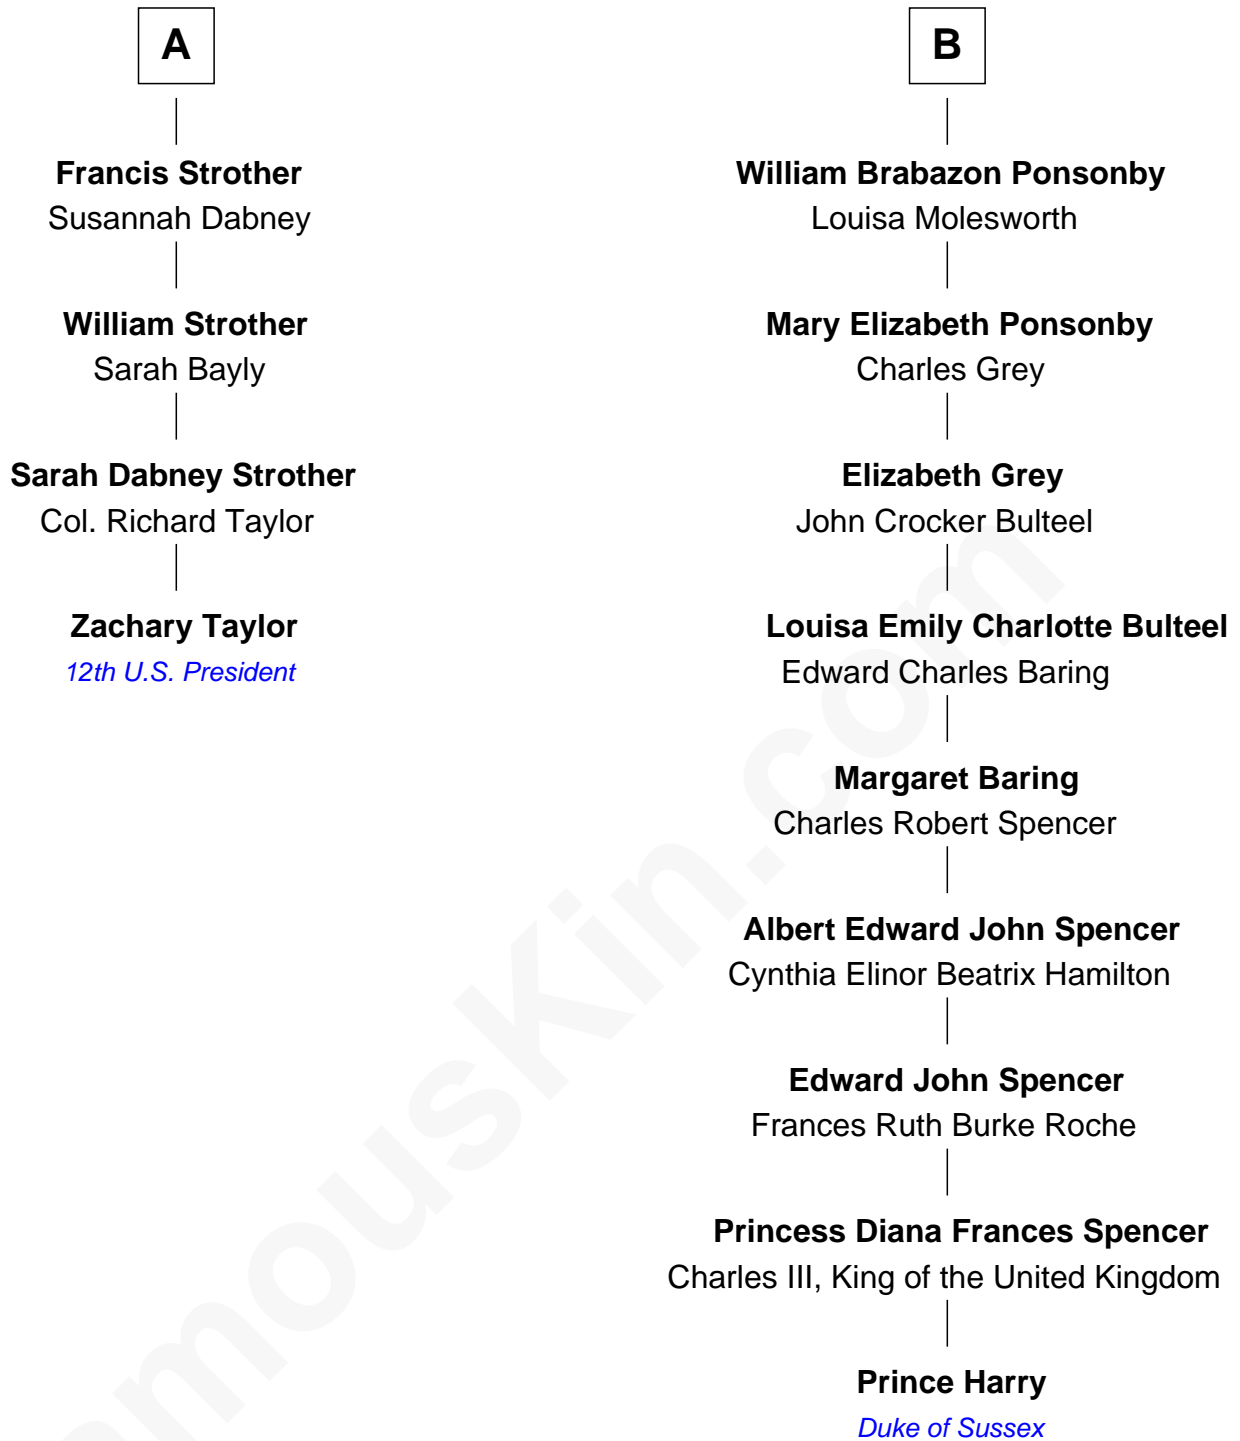 A
Francis Strother
Susannah Dabney
William Strother
Sarah Bayly
Sarah Dabney Strother
Col. Richard Taylor
Zachary Taylor
12th U.S. President
B
William Brabazon Ponsonby
Louisa Molesworth
Mary Elizabeth Ponsonby
Charles Grey
Elizabeth Grey
John Crocker Bulteel
Louisa Emily Charlotte Bulteel
Edward Charles Baring
Margaret Baring
Charles Robert Spencer
Albert Edward John Spencer
Cynthia Elinor Beatrix Hamilton
Edward John Spencer
Frances Ruth Burke Roche
Princess Diana Frances Spencer
Charles III, King of the United Kingdom
Prince Harry
Duke of Sussex